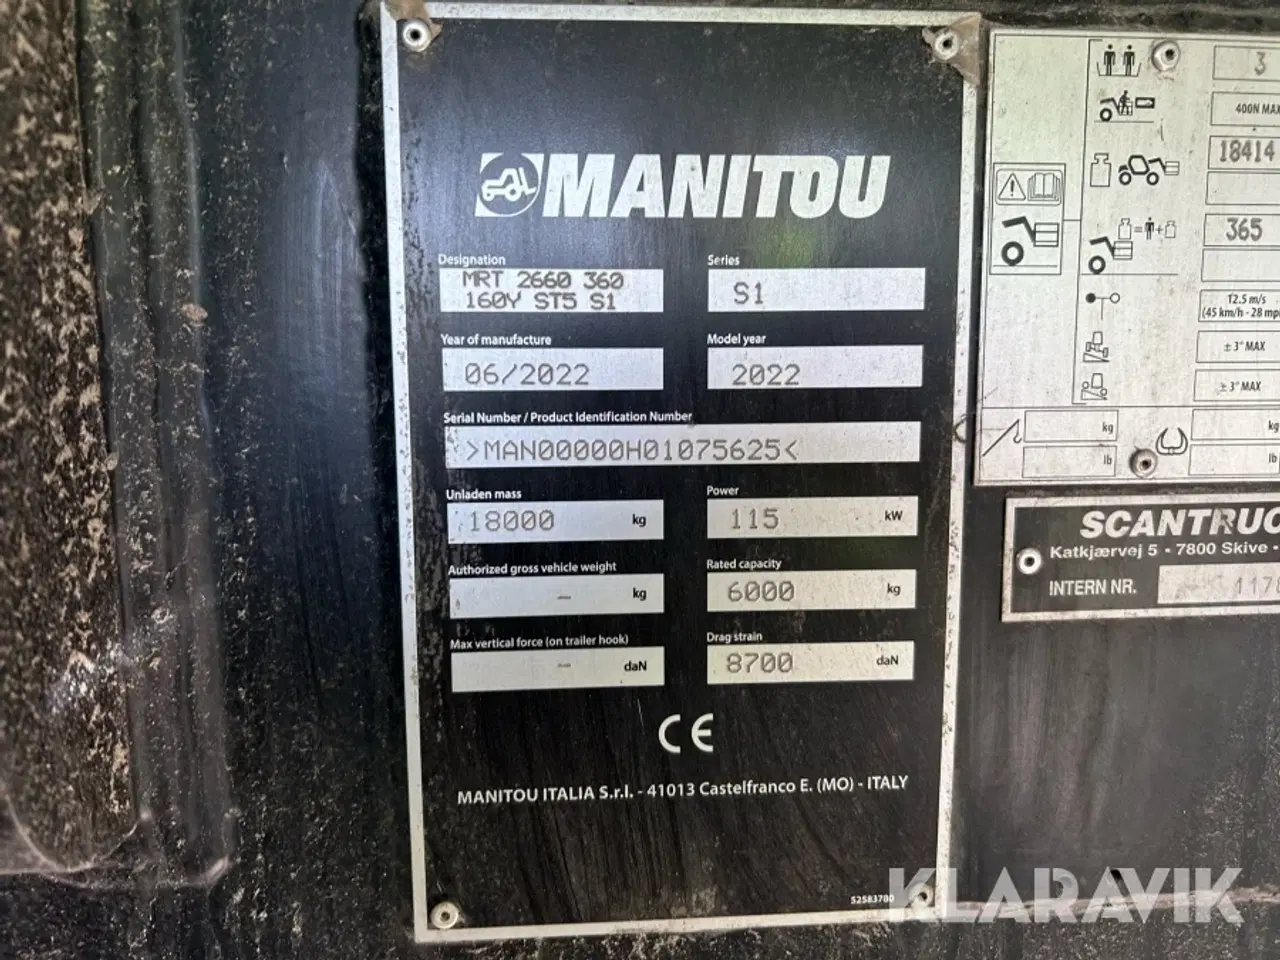 MANITOU
Designation
MRT 2660 360
160Y ST5 S1
Series
S1
Year of manufacture
06/2022
Model year
2022
Serial Number / Product Identification Number
>MAN00000H01075625<
Unladen mass
18000 kg
Power
115 kW
Authorized gross vehicle weight
– kg
Rated capacity
6000 kg
Max vertical force (on trailer hook)
– daN
Drag strain
8700 daN
CE
MANITOU ITALIA S.r.l. - 41013 Castelfranco E. (MO) - ITALY
52583780
3
400N MAX
18414
= +
365
12.5 m/s
(45 km/h - 28 mph
± 3° MAX
± 3° MAX
kg
lb
kg
lb
SCANTRUC
Katkjærvej 5 • 7800 Skive •
INTERN NR.
117
KLARAVIK